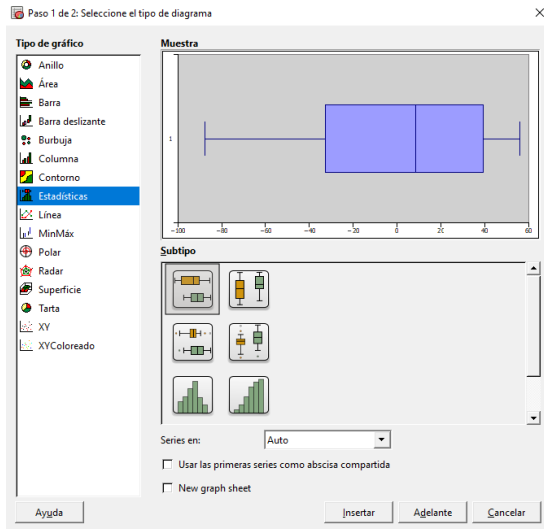 Paso 1 de 2: Seleccione el tipo de diagrama
Tipo de gráfico
Anillo
Área
Barra
Barra deslizante
Burbuja
Columna
Contorno
Estadísticas
Línea
MinMáx
Polar
Radar
Superficie
Tarta
XY
XYColoreado
Muestra
1
-100 -80 -60 -40 -20 0 20 40 60
Subtipo
Series en: Auto
Usar las primeras series como abscisa compartida
New graph sheet
Ayuda Insertar Adelante Cancelar